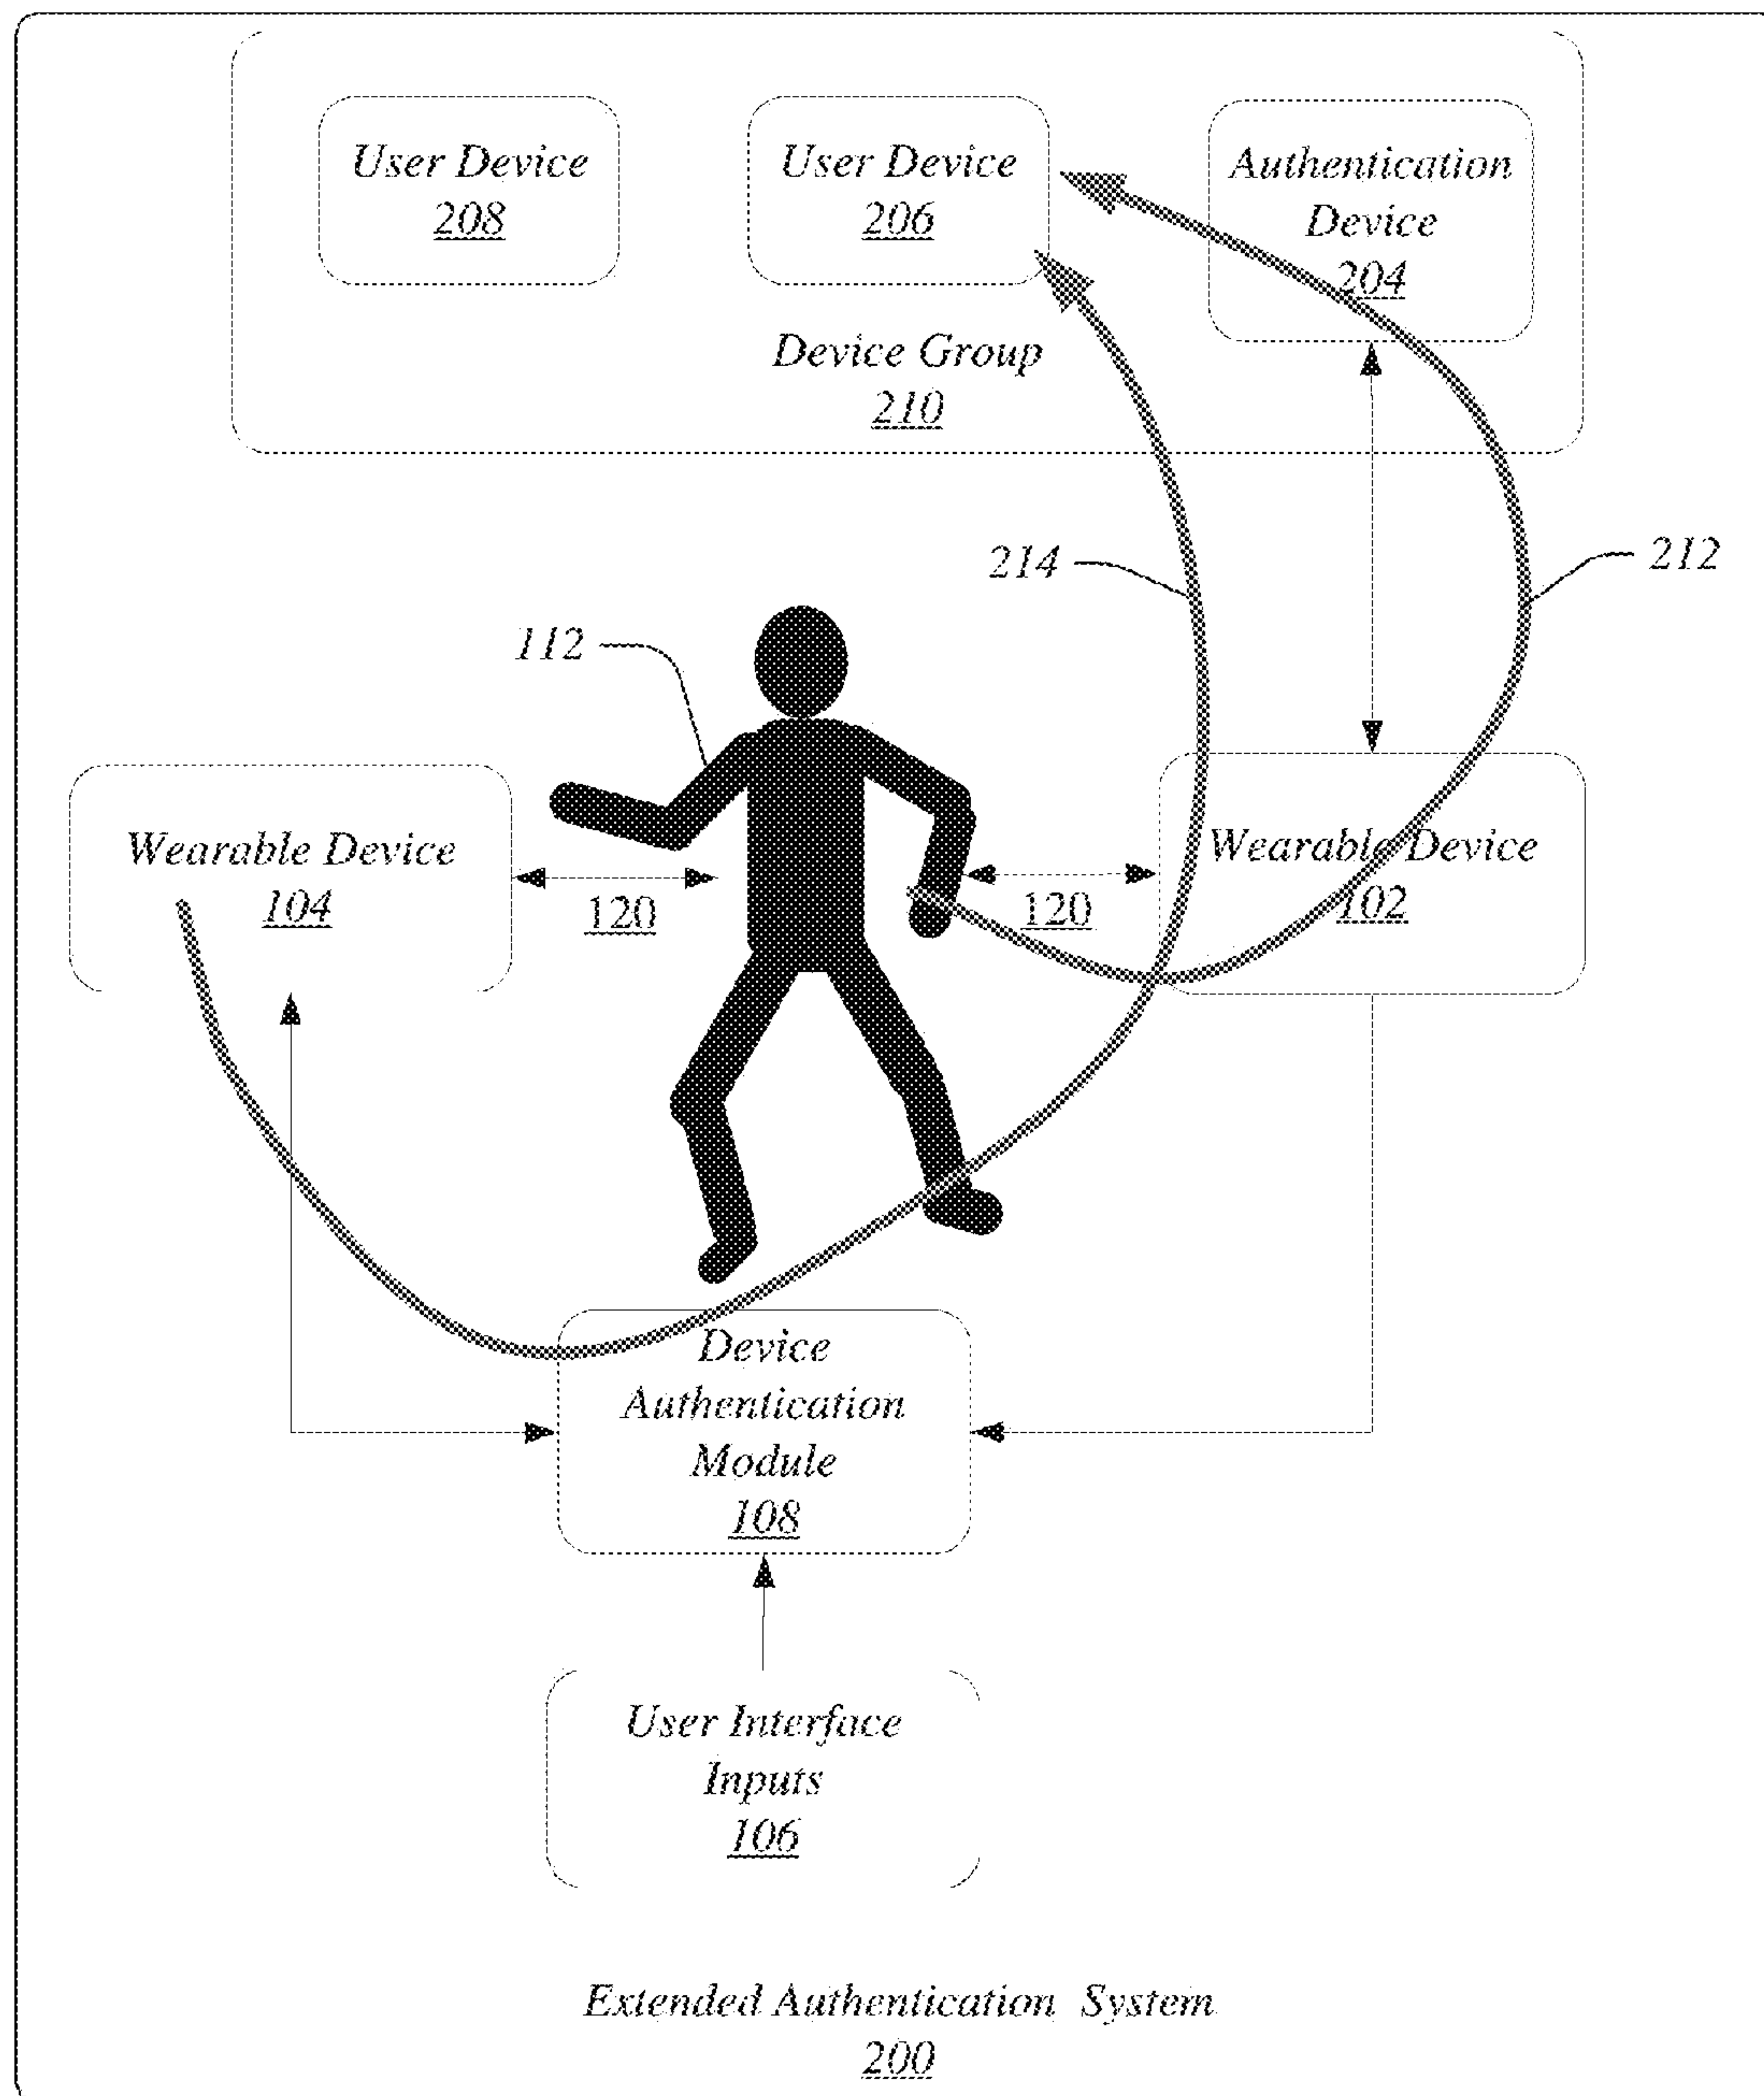 User Device
208
User Device
206
Authentication
Device
204
Device Group
210
214
212
112
Wearable Device
104
120
120
Wearable Device
102
Device
Authentication
Module
108
User Interface
Inputs
106
Extended Authentication System
200